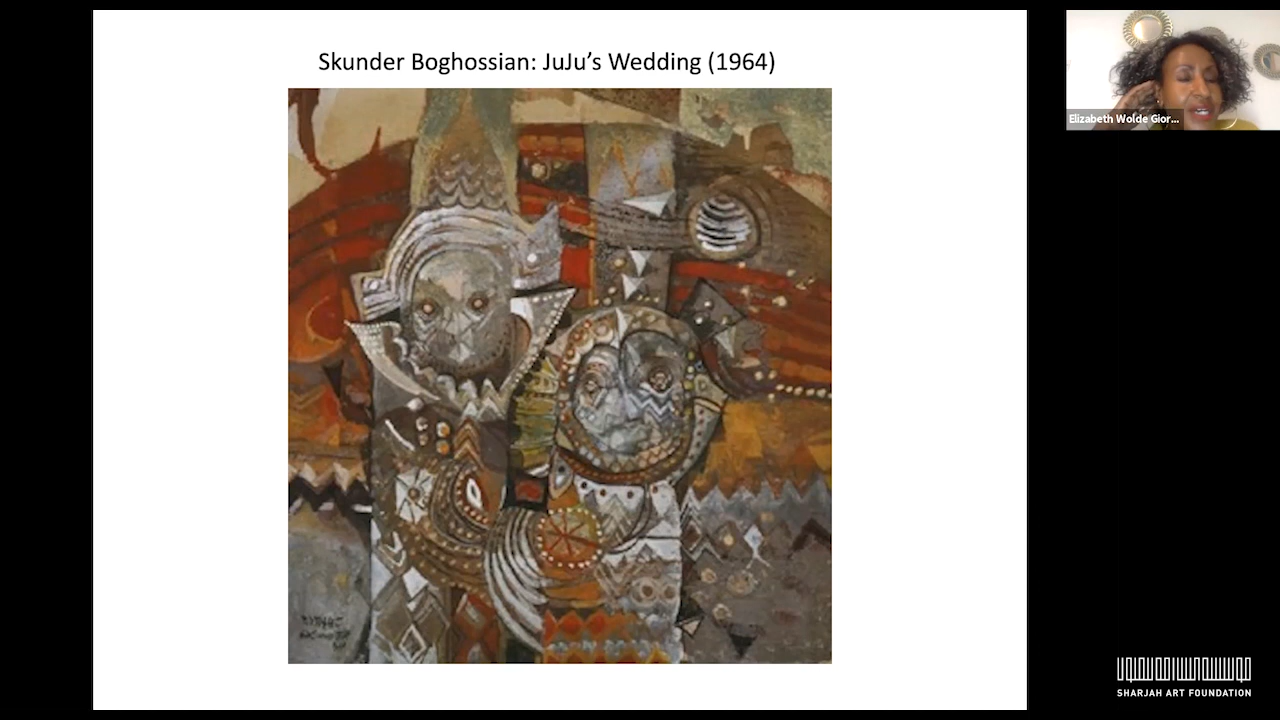 Skunder Boghossian: JuJu's Wedding (1964)
Elizabeth Wolde Gior...
SHARJAH ART FOUNDATION